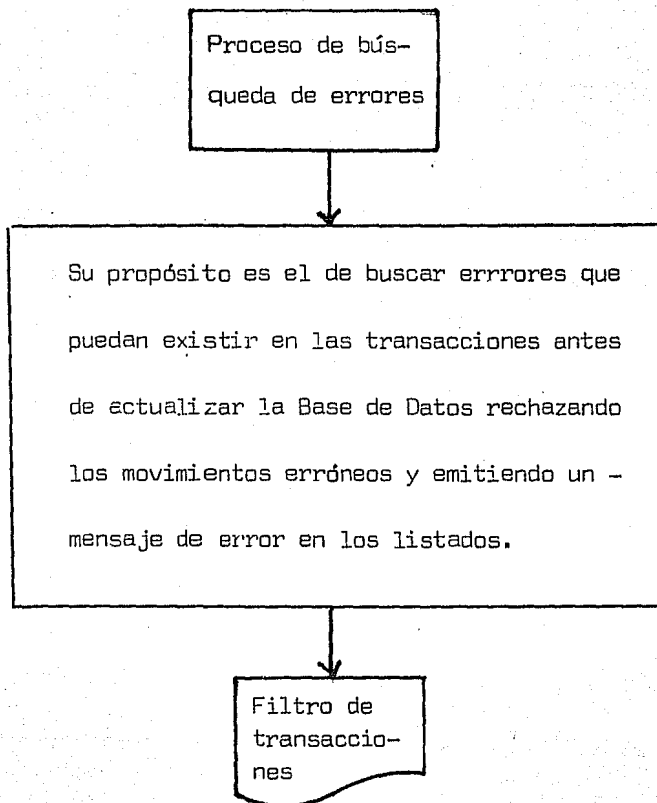 Proceso de bús-
queda de errores
Su propósito es el de buscar errrores que
puedan existir en las transacciones antes
de actualizar la Base de Datos rechazando
los movimientos erróneos y emitiendo un -
mensaje de error en los listados.
Filtro de
transaccio-
nes